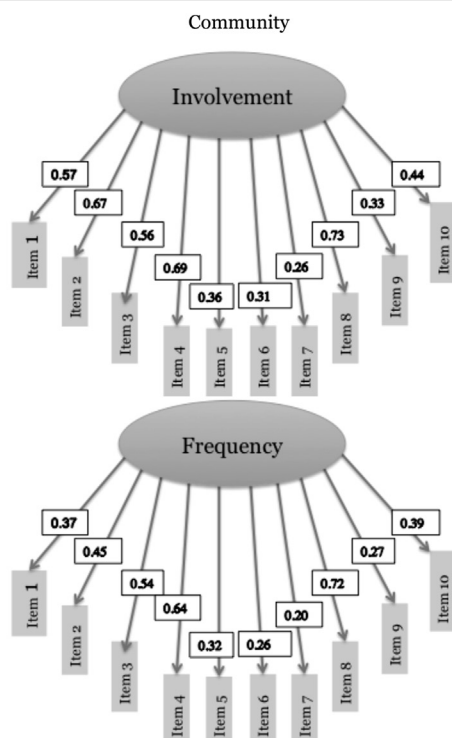 Community
Involvement
0.57
0.67
0.56
0.69
0.36
0.31
0.26
0.73
0.33
0.44
Item 1
Item 2
Item 3
Item 4
Item 5
Item 6
Item 7
Item 8
Item 9
Item 10
Frequency
0.37
0.45
0.54
0.64
0.32
0.26
0.20
0.72
0.27
0.39
Item 1
Item 2
Item 3
Item 4
Item 5
Item 6
Item 7
Item 8
Item 9
Item 10